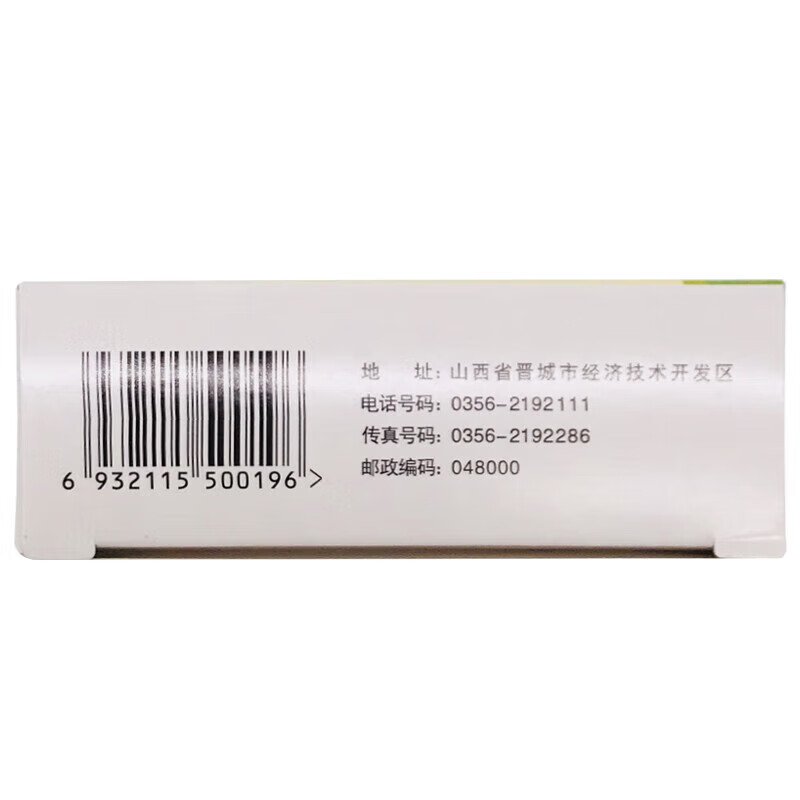 地 址: 山西省晋城市经济技术开发区
电话号码: 0356-2192111
传真号码: 0356-2192286
邮政编码: 048000
6 932115 500196 >